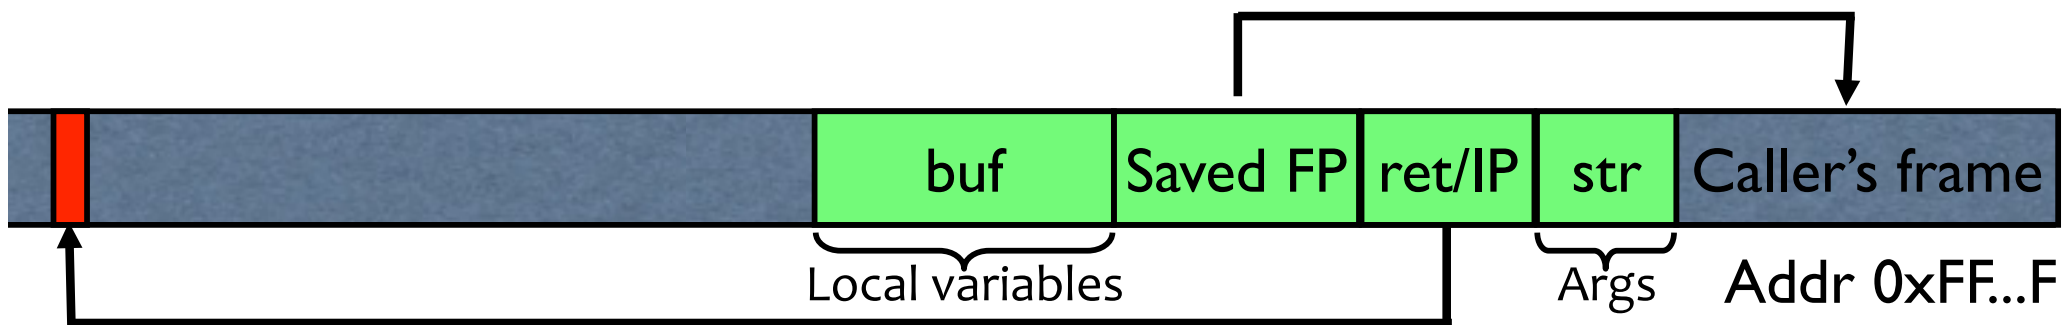 buf
Saved FP
ret/IP
str
Caller's frame
Local variables
Args
Addr 0xFF...F